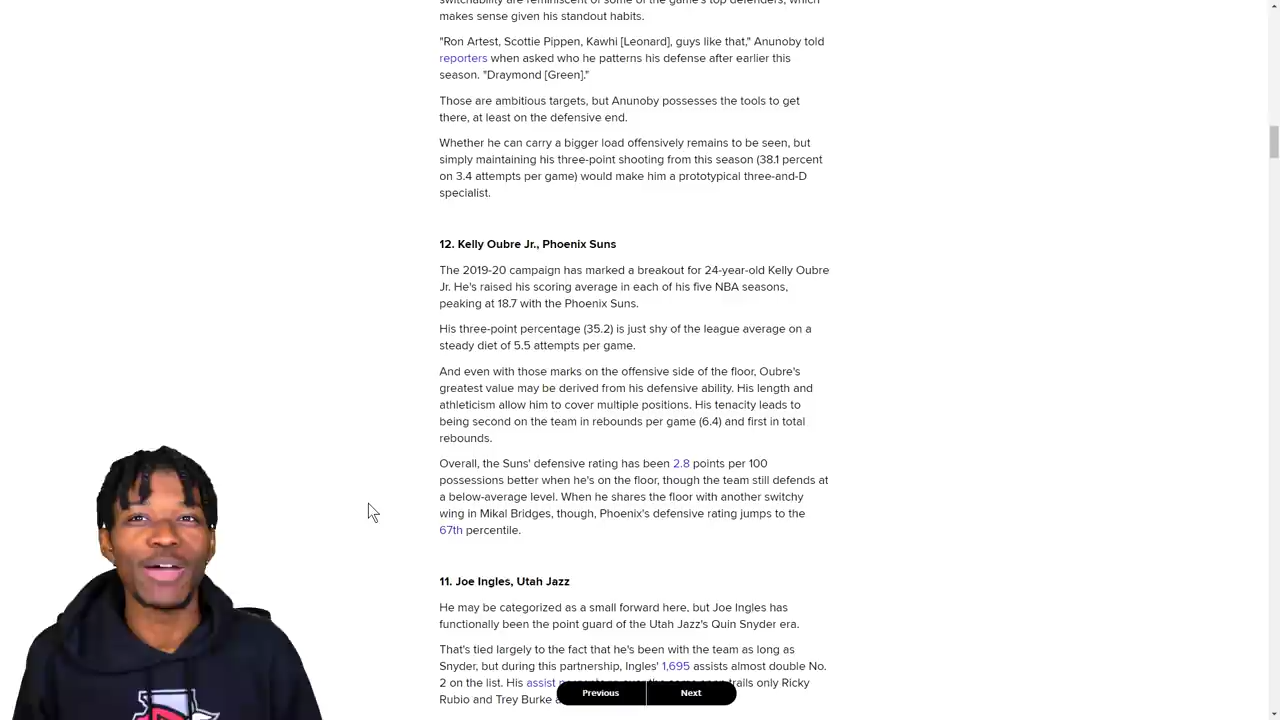 makes sense given his standout habits.
"Ron Artest, Scottie Pippen, Kawhi [Leonard], guys like that," Anunoby told
reporters when asked who he patterns his defense after earlier this
season. "Draymond [Green]."
Those are ambitious targets, but Anunoby possesses the tools to get
there, at least on the defensive end.
Whether he can carry a bigger load offensively remains to be seen, but
simply maintaining his three-point shooting from this season (38.1 percent
on 3.4 attempts per game) would make him a prototypical three-and-D
specialist.
12. Kelly Oubre Jr., Phoenix Suns
The 2019-20 campaign has marked a breakout for 24-year-old Kelly Oubre
Jr. He's raised his scoring average in each of his five NBA seasons,
peaking at 18.7 with the Phoenix Suns.
His three-point percentage (35.2) is just shy of the league average on a
steady diet of 5.5 attempts per game.
And even with those marks on the offensive side of the floor, Oubre's
greatest value may be derived from his defensive ability. His length and
athleticism allow him to cover multiple positions. His tenacity leads to
being second on the team in rebounds per game (6.4) and first in total
rebounds.
Overall, the Suns' defensive rating has been 2.8 points per 100
possessions better when he's on the floor, though the team still defends at
a below-average level. When he shares the floor with another switchy
wing in Mikal Bridges, though, Phoenix's defensive rating jumps to the
67th percentile.
11. Joe Ingles, Utah Jazz
He may be categorized as a small forward here, but Joe Ingles has
functionally been the point guard of the Utah Jazz's Quin Snyder era.
That's tied largely to the fact that he's been with the team as long as
Snyder, but during this partnership, Ingles' 1,695 assists almost double No.
2 on the list. His assist trails only Ricky
Rubio and Trey Burke
Previous Next